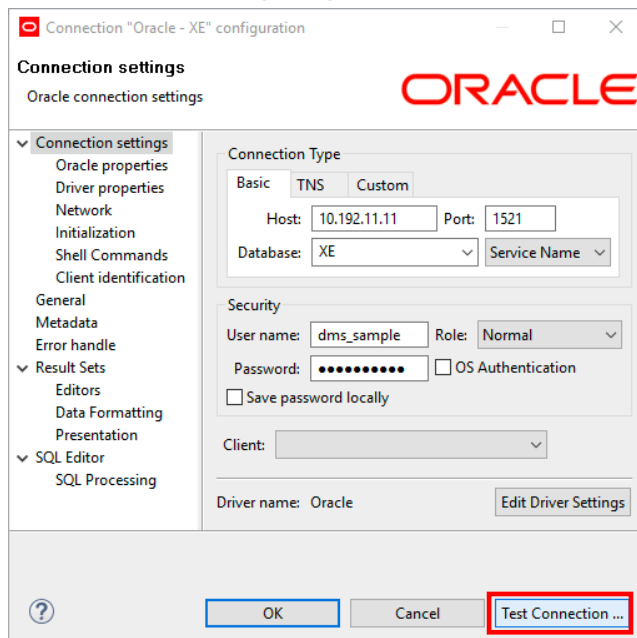 Connection "Oracle - XE" configuration
Connection settings
Oracle connection settings
ORACLE
Connection settings
Oracle properties
Driver properties
Network
Initialization
Shell Commands
Client identification
General
Metadata
Error handle
Result Sets
Editors
Data Formatting
Presentation
SQL Editor
SQL Processing
Connection Type
Basic TNS Custom
Host: 10.192.11.11 Port: 1521
Database: XE Service Name
Security
User name: dms_sample Role: Normal
Password: ●●●●●●●●●● OS Authentication
Save password locally
Client:
Driver name: Oracle Edit Driver Settings
? OK Cancel Test Connection ...